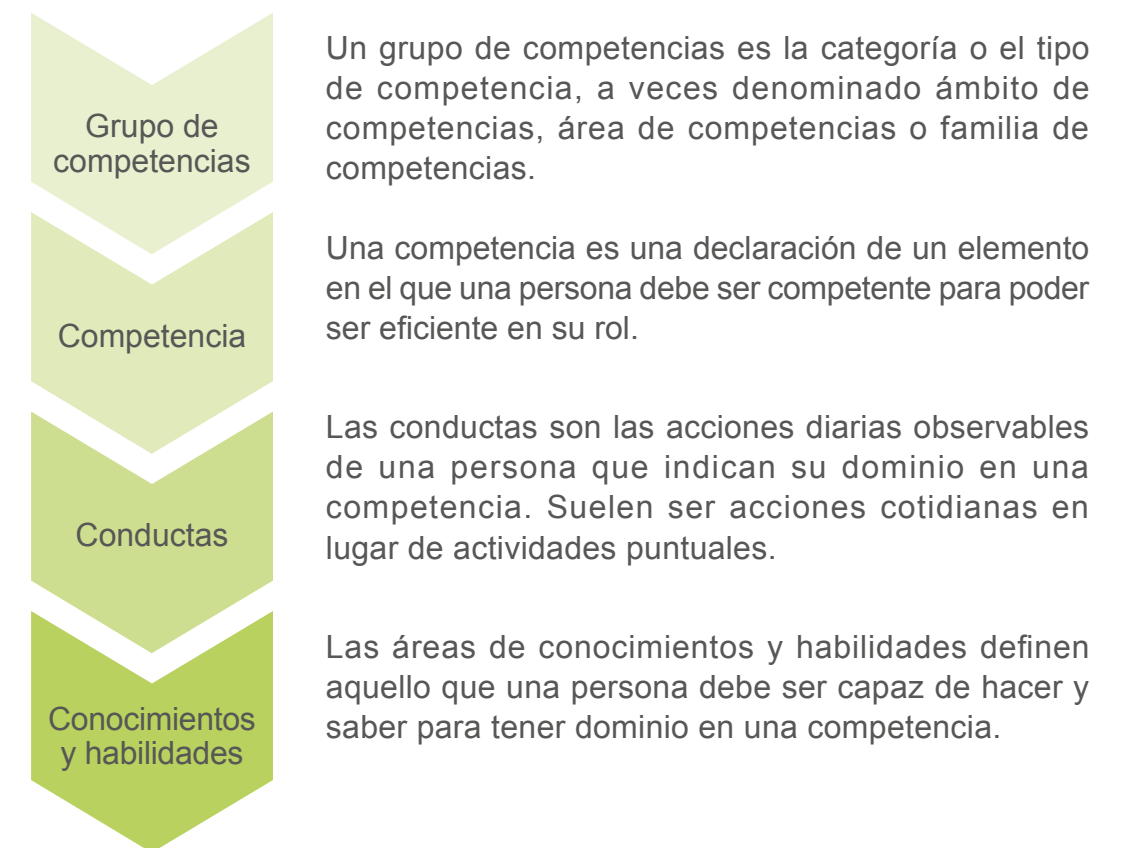 Grupo de
competencias
Un grupo de competencias es la categoría o el tipo
de competencia, a veces denominado ámbito de
competencias, área de competencias o familia de
competencias.
Competencia
Una competencia es una declaración de un elemento
en el que una persona debe ser competente para poder
ser eficiente en su rol.
Conductas
Las conductas son las acciones diarias observables
de una persona que indican su dominio en una
competencia. Suelen ser acciones cotidianas en
lugar de actividades puntuales.
Conocimientos
y habilidades
Las áreas de conocimientos y habilidades definen
aquello que una persona debe ser capaz de hacer y
saber para tener dominio en una competencia.